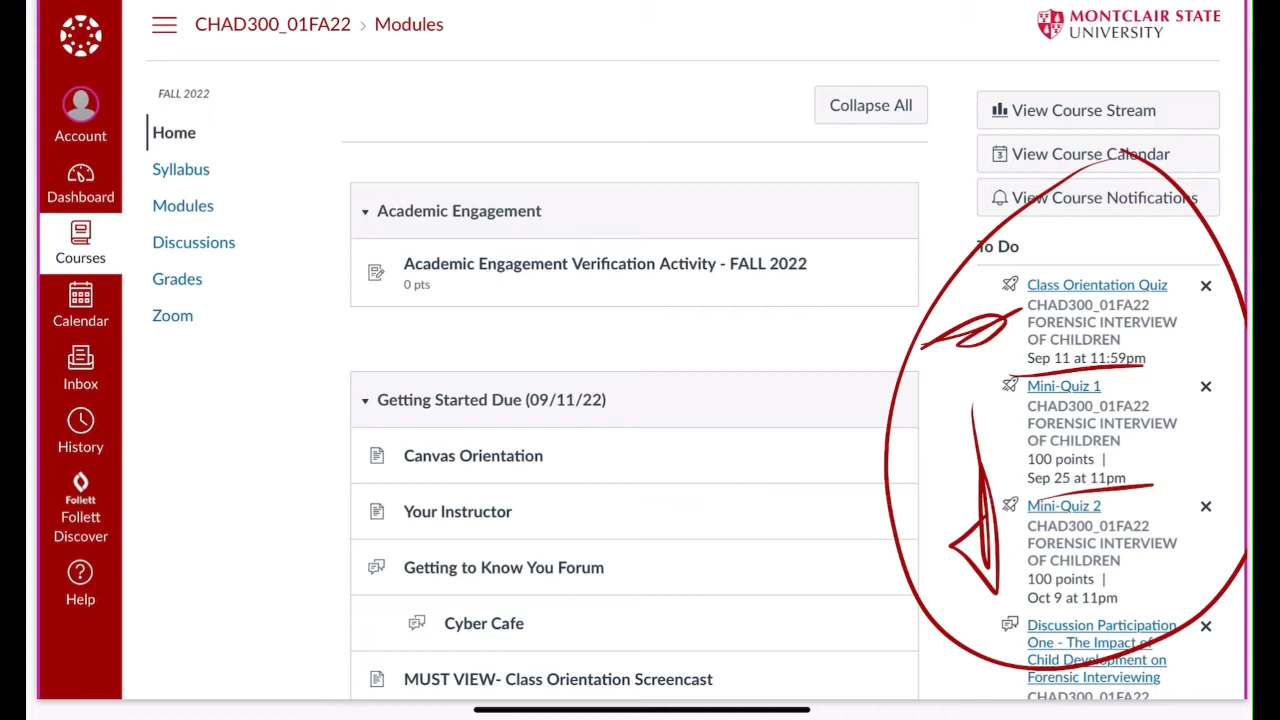 CHAD300_01FA22 > Modules
MONTCLAIR STATE
UNIVERSITY
Account
Dashboard
Courses
Calendar
Inbox
History
Follett
Follett
Discover
Help
FALL 2022
Home
Syllabus
Modules
Discussions
Grades
Zoom
Collapse All
Academic Engagement
Academic Engagement Verification Activity - FALL 2022
0 pts
Getting Started Due (09/11/22)
Canvas Orientation
Your Instructor
Getting to Know You Forum
Cyber Cafe
MUST VIEW- Class Orientation Screencast
View Course Stream
3
View Course Calendar
View Course Notifications
To Do
Class Orientation Quiz
CHAD300_01FA22
FORENSIC INTERVIEW
OF CHILDREN
Sep 11 at 11:59pm
Mini-Quiz 1
CHAD300_01FA22
FORENSIC INTERVIEW
OF CHILDREN
100 points |
Sep 25 at 11pm
Mini-Quiz 2
CHAD300_01FA22
FORENSIC INTERVIEW
OF CHILDREN
100 points |
Oct 9 at 11pm
Discussion Participation
One - The Impact of
Child Development on
Forensic Interviewing
CHAD300_01FA22